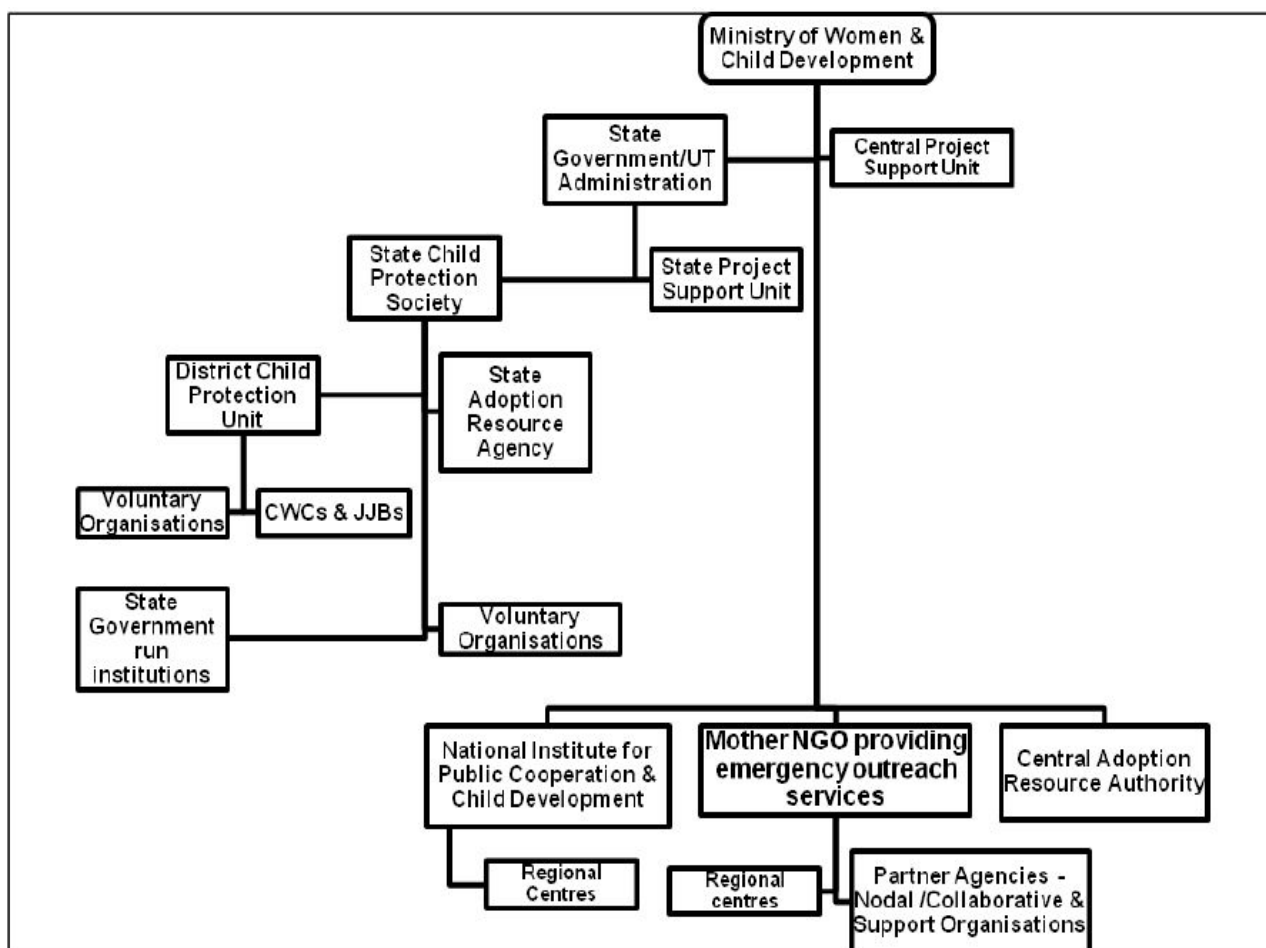 Ministry of Women &
Child Development
State
Government/UT
Administration
Central Project
Support Unit
State Child
Protection
Society
State Project
Support Unit
District Child
Protection
Unit
State
Adoption
Resource
Agency
Voluntary
Organisations
CWCs & JJBs
State
Government
run
institutions
Voluntary
Organisations
National Institute for
Public Cooperation &
Child Development
Mother NGO providing
emergency outreach
services
Central Adoption
Resource Authority
Regional
Centres
Regional
centres
Partner Agencies -
Nodal /Collaborative &
Support Organisations